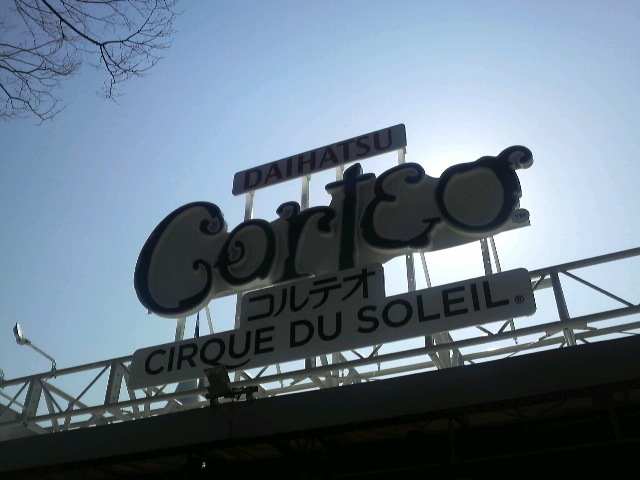 DAIHATSU
Corteo
コルテオ
CIRQUE DU SOLEIL®